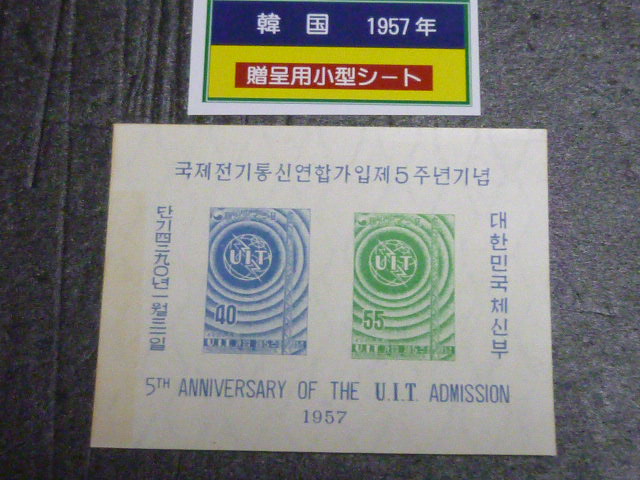 韓国 1957年
贈呈用小型シート
국제전기통신연합가입제5주년기념
단기四二九〇년一월三一일
대한민국체신부
U.I.T.
40
U.I.T.
55
5TH ANNIVERSARY OF THE U.I.T. ADMISSION
1957